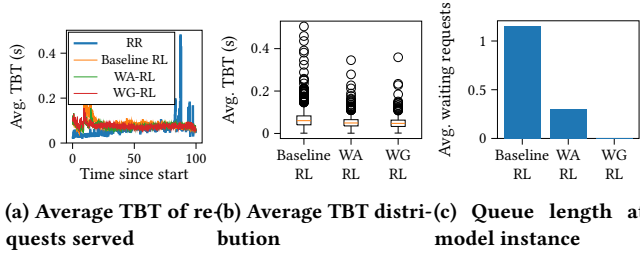 Avg. TBT (s)
0.4
0.2
0
RR
Baseline RL
WA-RL
WG-RL
0
50
100
Time since start
Avg. TBT (s)
0.4
0.2
0
Baseline
RL
WA
RL
WG
RL
Avg. waiting requests
1
0.5
0
Baseline
RL
WA
RL
WG
RL
(a) Average TBT of re-
quests served
(b) Average TBT distri-
bution
(c) Queue length at
model instance